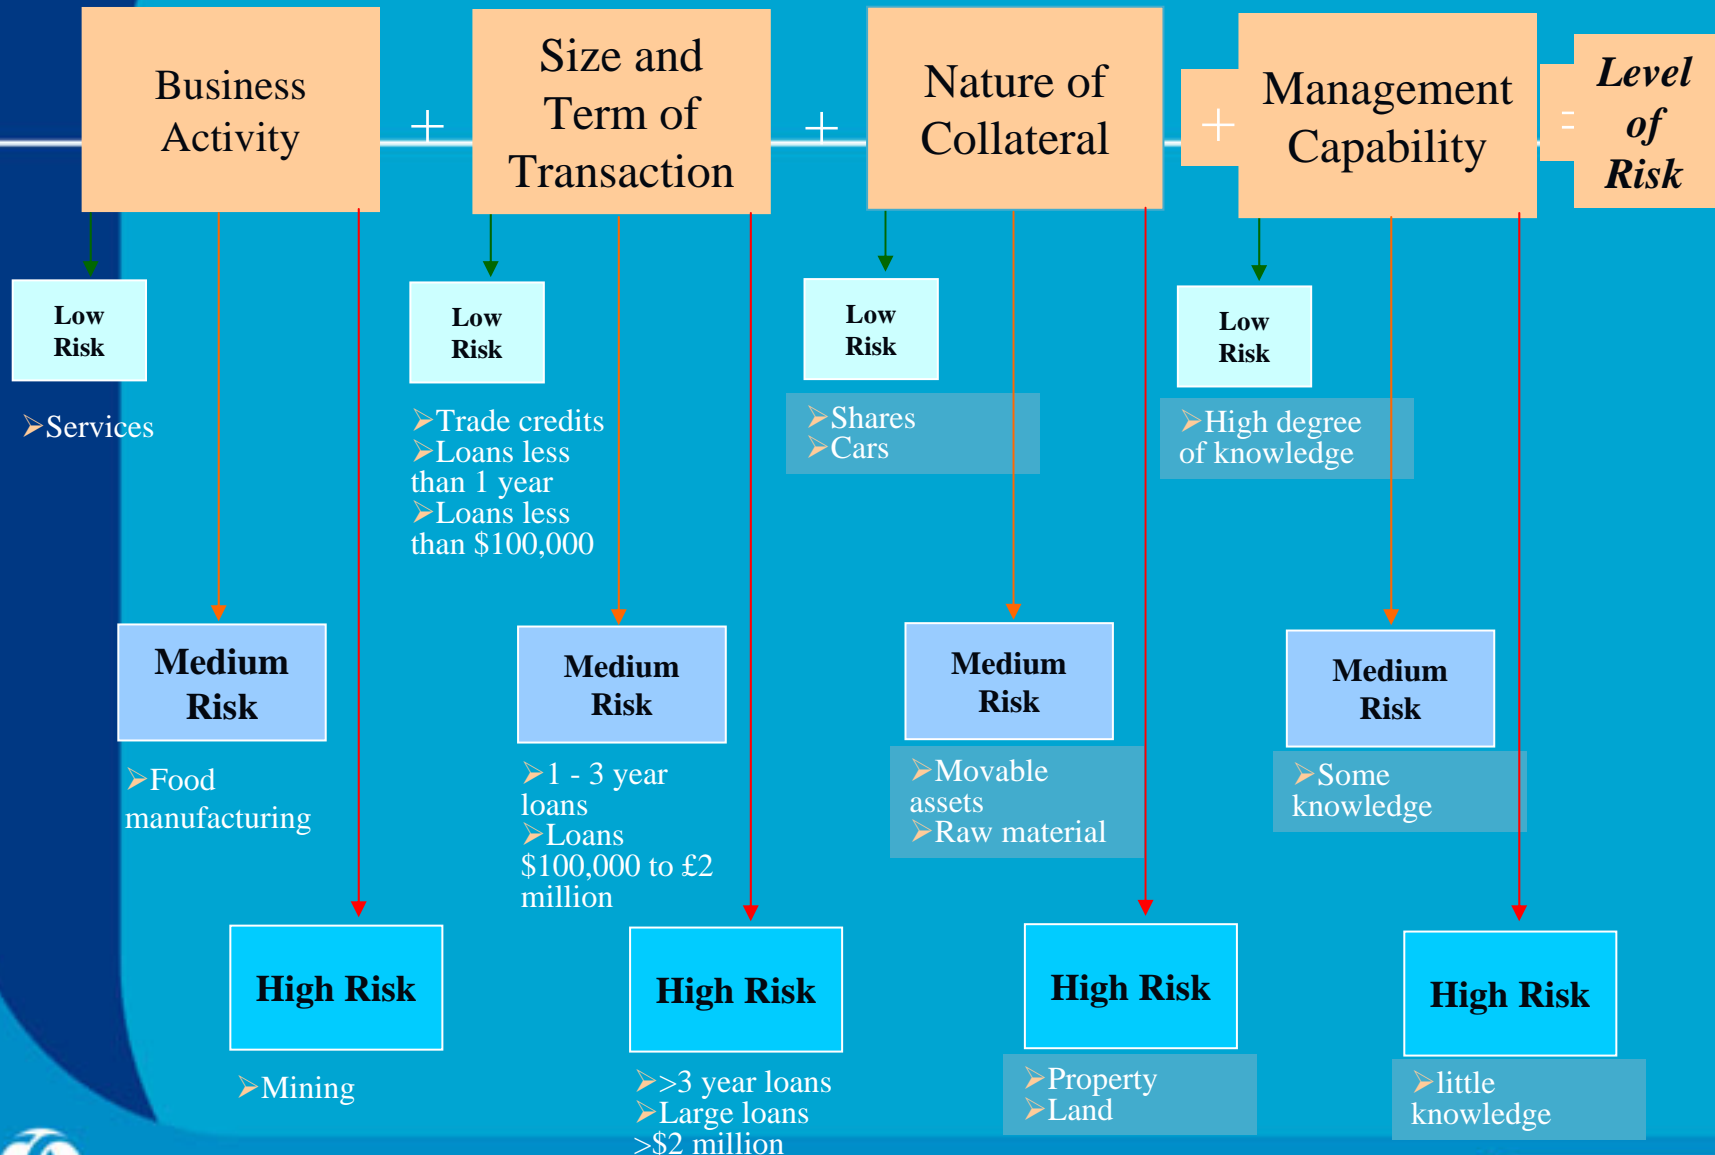 Business
Activity
+
Size and
Term of
Transaction
+
Nature of
Collateral
+
Management
Capability
=
Level
of
Risk
Low
Risk
➢Services
Medium
Risk
➢Food
manufacturing
High Risk
➢Mining
Low
Risk
➢Trade credits
➢Loans less
than 1 year
➢Loans less
than $100,000
Medium
Risk
➢1 - 3 year
loans
➢Loans
$100,000 to £2
million
High Risk
➢>3 year loans
➢Large loans
>$2 million
Low
Risk
➢Shares
➢Cars
Medium
Risk
➢Movable
assets
➢Raw material
High Risk
➢Property
➢Land
Low
Risk
➢High degree
of knowledge
Medium
Risk
➢Some
knowledge
High Risk
➢little
knowledge